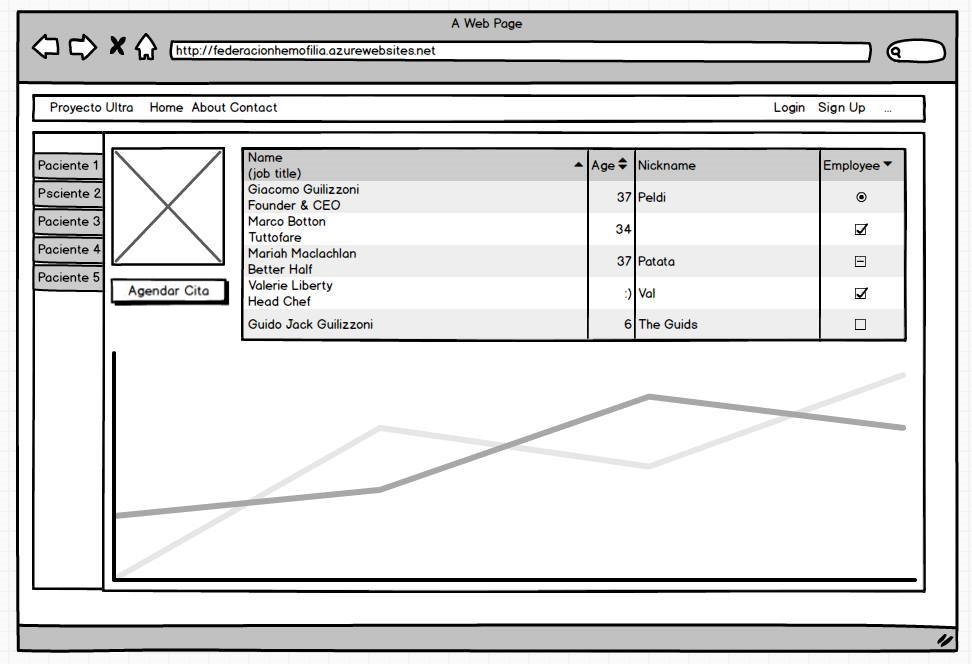 A Web Page
http://federacionhemofilia.azurewebsites.net
Proyecto Ultra Home About Contact Login Sign Up ...
Paciente 1
Psciente 2
Paciente 3
Paciente 4
Paciente 5
Agendar Cita
Name
(job title) Age Nickname Employee
Giacomo Guilizzoni
Founder & CEO 37 Peldi
Marco Botton
Tuttofare 34
Mariah Maclachlan
Better Half 37 Patata
Valerie Liberty
Head Chef :) Val
Guido Jack Guilizzoni 6 The Guids